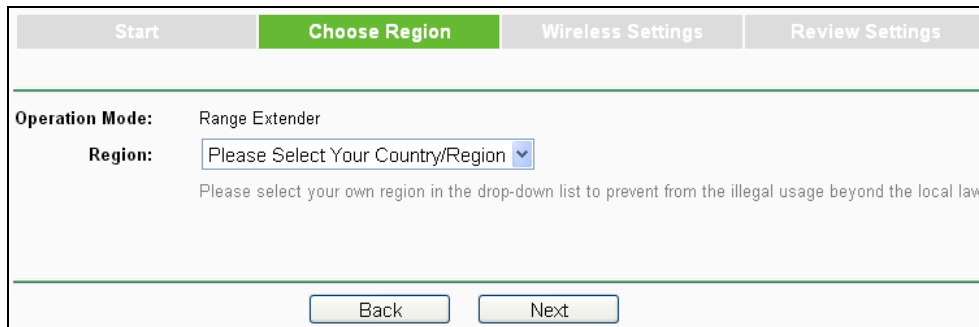 Start Choose Region Wireless Settings Review Settings
Operation Mode: Range Extender
Region: Please Select Your Country/Region
Please select your own region in the drop-down list to prevent from the illegal usage beyond the local law
Back Next